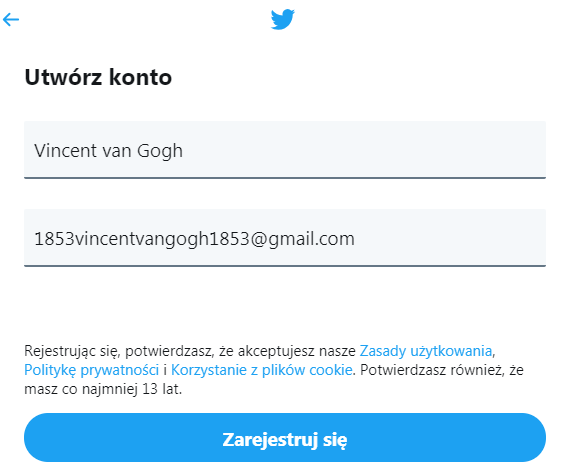 Utwórz konto
Vincent van Gogh
1853vincentvangogh1853@gmail.com
Rejestrując się, potwierdzasz, że akceptujesz nasze Zasady użytkowania,
Politykę prywatności i Korzystanie z plików cookie. Potwierdzasz również, że
masz co najmniej 13 lat.
Zarejestruj się